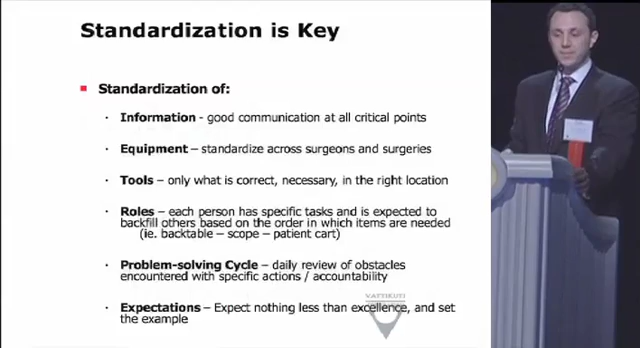 Standardization is Key
Standardization of:
Information - good communication at all critical points
Equipment – standardize across surgeons and surgeries
Tools – only what is correct, necessary, in the right location
Roles – each person has specific tasks and is expected to
backfill others based on the order in which items are needed
(ie. backtable – scope – patient cart)
Problem-solving Cycle – daily review of obstacles
encountered with specific actions / accountability
Expectations – Expect nothing less than excellence, and set
the example
VATTIKUTI